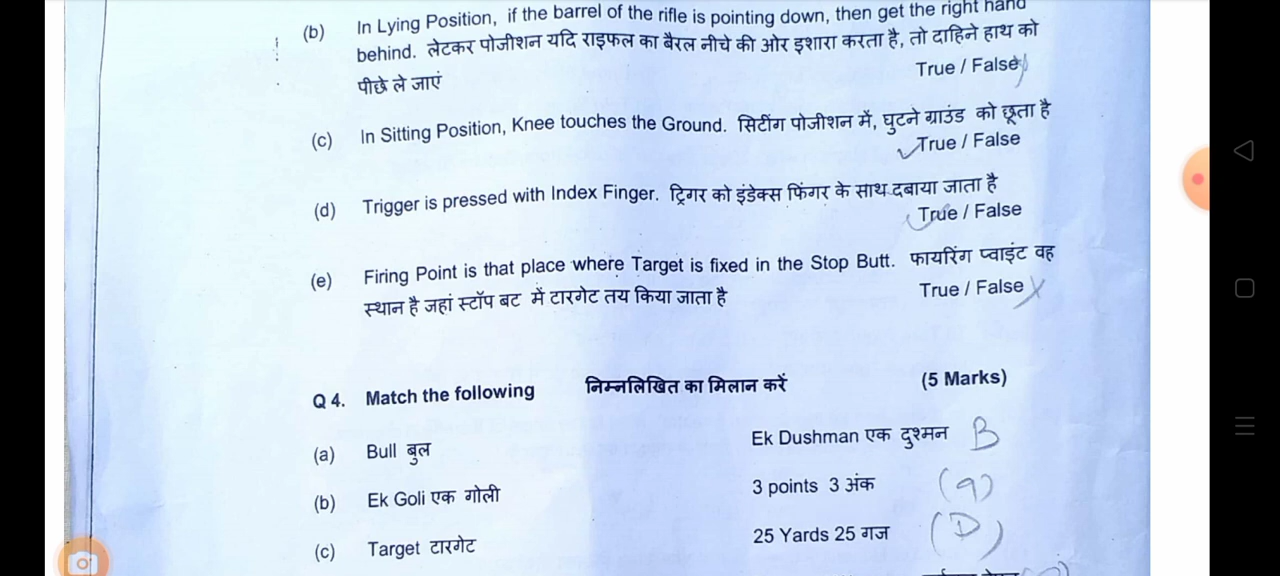 (b) In Lying Position, if the barrel of the rifle is pointing down, then get the right hand
behind. लेटकर पोजीशन यदि राइफल का बैरल नीचे की ओर इशारा करता है, तो दाहिने हाथ को
पीछे ले जाएं True / False
(c) In Sitting Position, Knee touches the Ground. सिटींग पोजीशन में, घुटने ग्राउंड को छूता है
True / False
(d) Trigger is pressed with Index Finger. ट्रिगर को इंडेक्स फिंगर के साथ दबाया जाता है
True / False
(e) Firing Point is that place where Target is fixed in the Stop Butt. फायरिंग प्वाइंट वह
स्थान है जहां स्टॉप बट में टारगेट तय किया जाता है True / False
Q 4. Match the following निम्नलिखित का मिलान करें (5 Marks)
(a) Bull बुल Ek Dushman एक दुश्मन B
(b) Ek Goli एक गोली 3 points 3 अंक (a)
(c) Target टारगेट 25 Yards 25 गज (D)